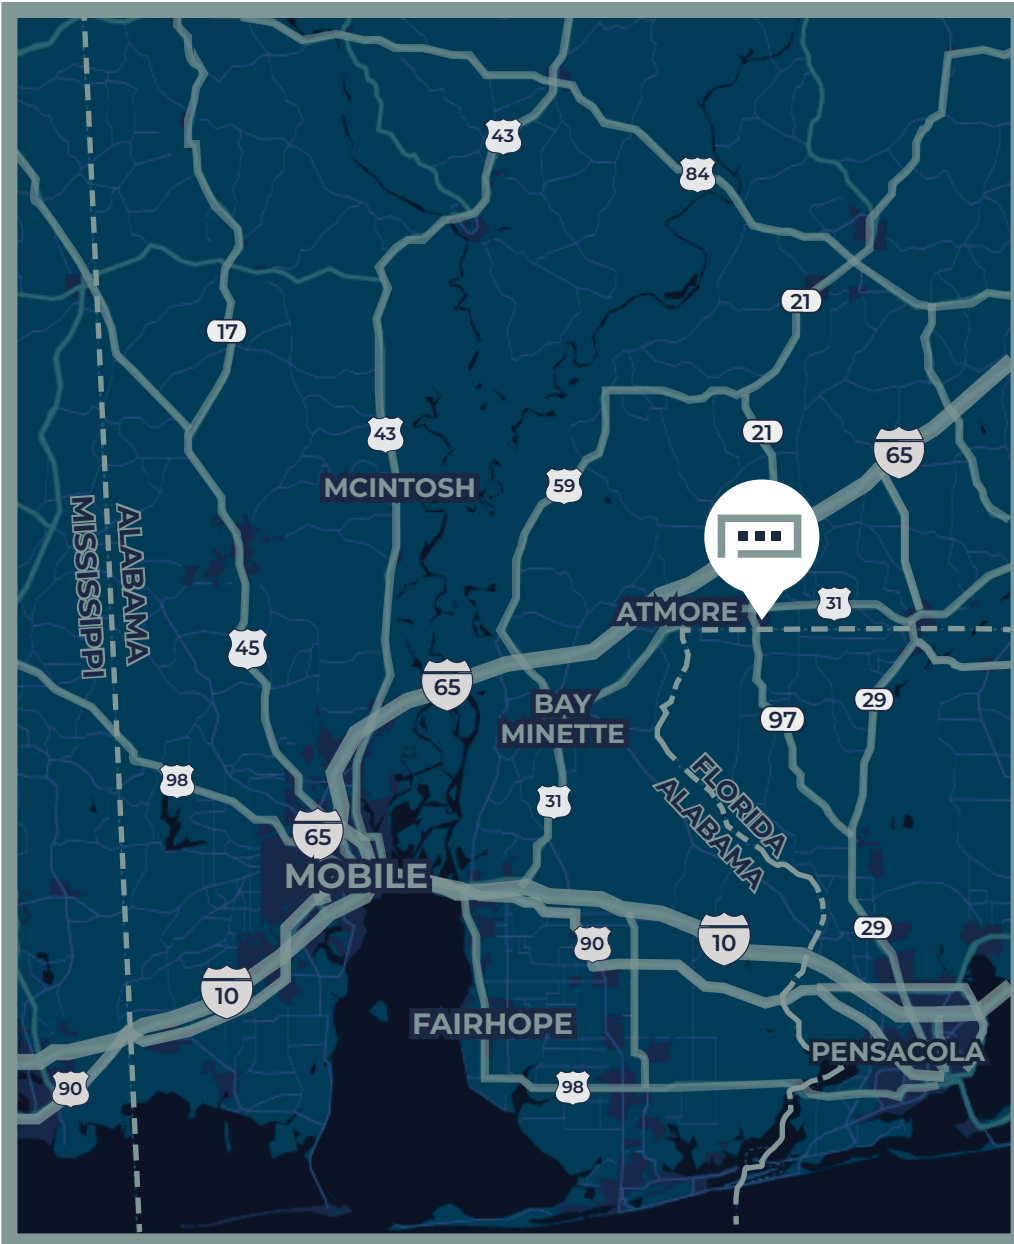 43
84
21
17
43
21
65
MCINTOSH
59
MISSISSIPPI
ALABAMA
ATMORE
31
45
65
29
BAY
MINETTE
97
98
FLORIDA
ALABAMA
31
65
MOBILE
29
90
10
10
FAIRHOPE
PENSACOLA
90
98